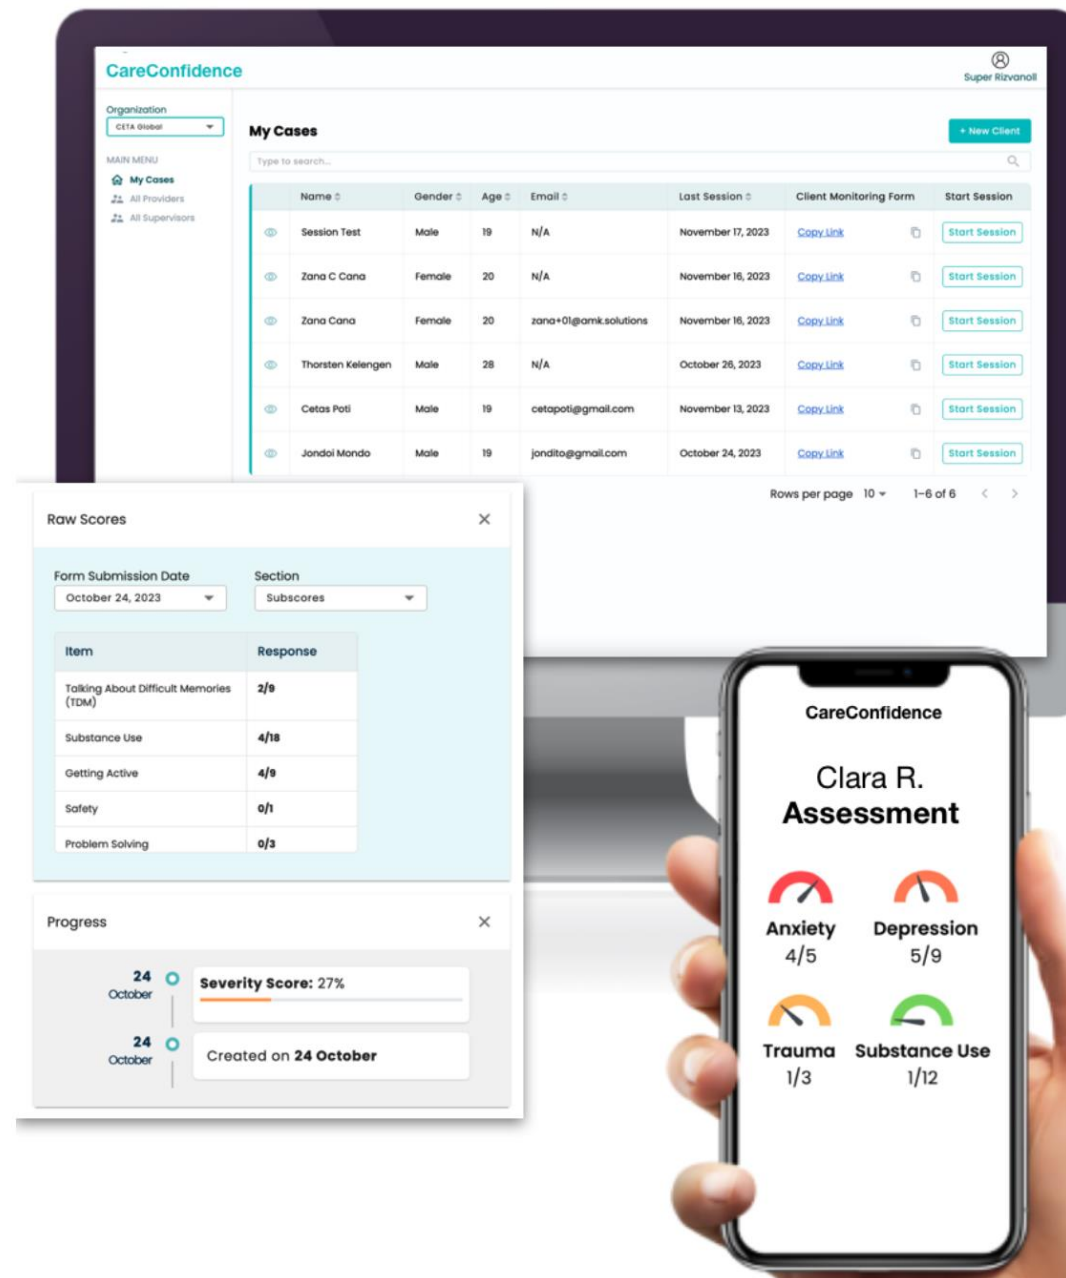 CareConfidence
Super Rizvanoll
Organization
CETA Global
MAIN MENU
My Cases
All Providers
All Supervisors
My Cases
+ New Client
Type to search...
Name Gender Age Email Last Session Client Monitoring Form Start Session
Session Test Male 19 N/A November 17, 2023 Copy Link Start Session
Zana C Cana Female 20 N/A November 16, 2023 Copy Link Start Session
Zana Cana Female 20 zana+01@amk.solutions November 16, 2023 Copy Link Start Session
Thorsten Kelengen Male 28 N/A October 26, 2023 Copy Link Start Session
Cetas Poti Male 19 cetapoti@gmail.com November 13, 2023 Copy Link Start Session
Jondoi Mondo Male 19 jondito@gmail.com October 24, 2023 Copy Link Start Session
Rows per page 10 1–6 of 6
Raw Scores
Form Submission Date Section
October 24, 2023 Subscores
Item Response
Talking About Difficult Memories
(TDM) 2/9
Substance Use 4/18
Getting Active 4/9
Safety 0/1
Problem Solving 0/3
Progress
24
October
Severity Score: 27%
24
October
Created on 24 October
CareConfidence
Clara R.
Assessment
Anxiety Depression
4/5 5/9
Trauma Substance Use
1/3 1/12